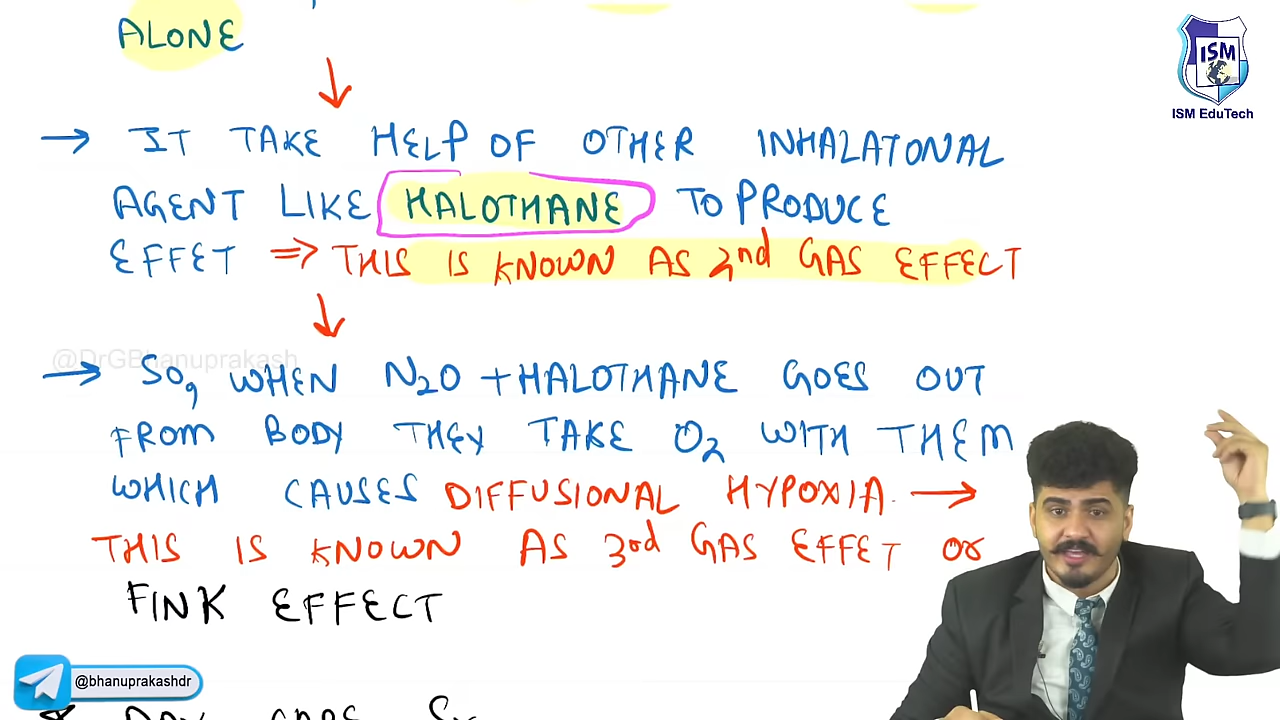 ALONE
ISM
ISM EduTech
→ IT TAKE HELP OF OTHER INHALATONAL
AGENT LIKE HALOTHANE TO PRODUCE
EFFET ⇒ THIS IS KNOWN AS 2nd GAS EFFECT
@DrGBhanuprakash
→ SO, WHEN N2O + HALOTHANE GOES OUT
FROM BODY THEY TAKE O2 WITH THEM
WHICH CAUSES DIFFUSIONAL HYPOXIA →
THIS IS KNOWN AS 3rd GAS EFFET or
FINK EFFECT
@bhanuprakashdr